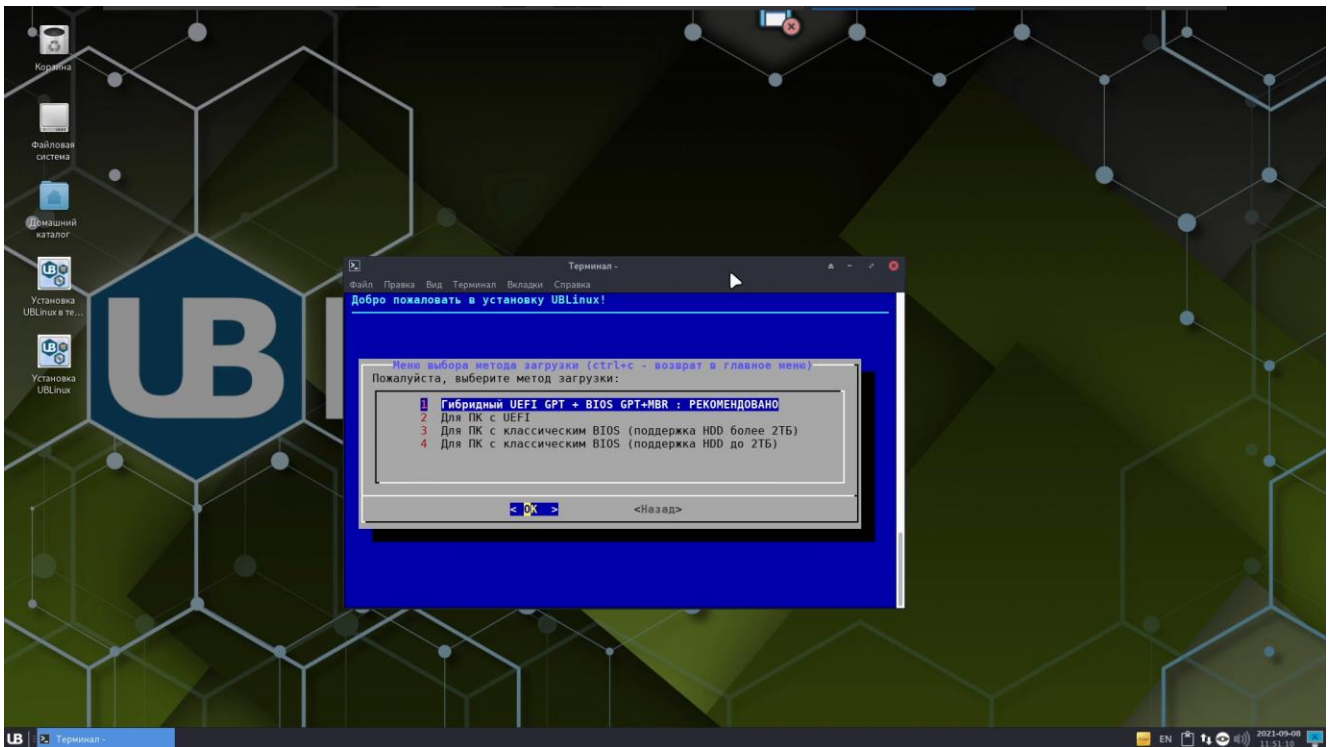 Корзина
Файловая
система
Домашний
каталог
Установка
UBLinux в те...
Установка
UBLinux
UB
Терминал -
Файл Правка Вид Терминал Вкладки Справка
Добро пожаловать в установку UBLinux!
Меню выбора метода загрузки (ctrl+c - возврат в главное меню)
Пожалуйста, выберите метод загрузки:
1 Гибридный UEFI GPT + BIOS GPT+MBR : РЕКОМЕНДОВАНО
2 Для ПК с UEFI
3 Для ПК с классическим BIOS (поддержка HDD более 2ТБ)
4 Для ПК с классическим BIOS (поддержка HDD до 2ТБ)
< OK > <Назад>
UB Терминал - EN 2021-09-08
11:51:10